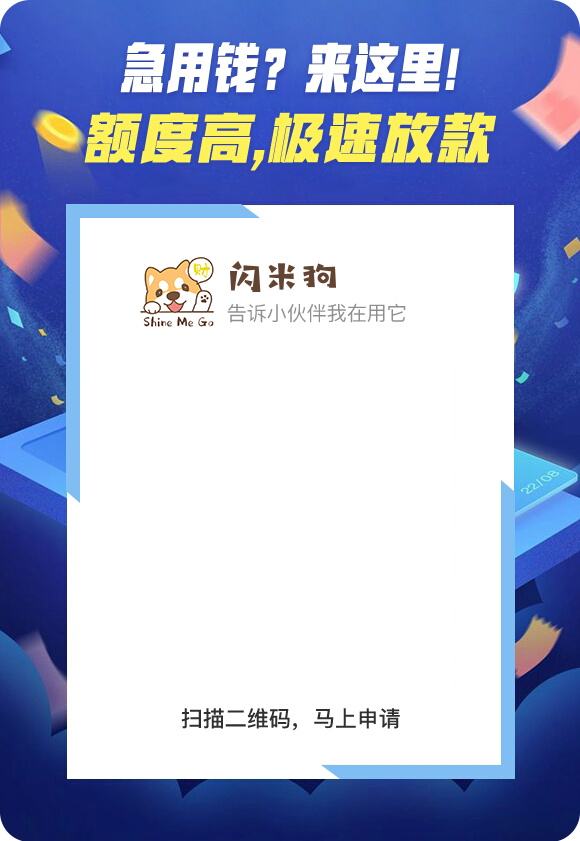 急用钱？来这里!
额度高,极速放款
财
闪米狗
Shine Me Go
告诉小伙伴我在用它
22/08
扫描二维码，马上申请